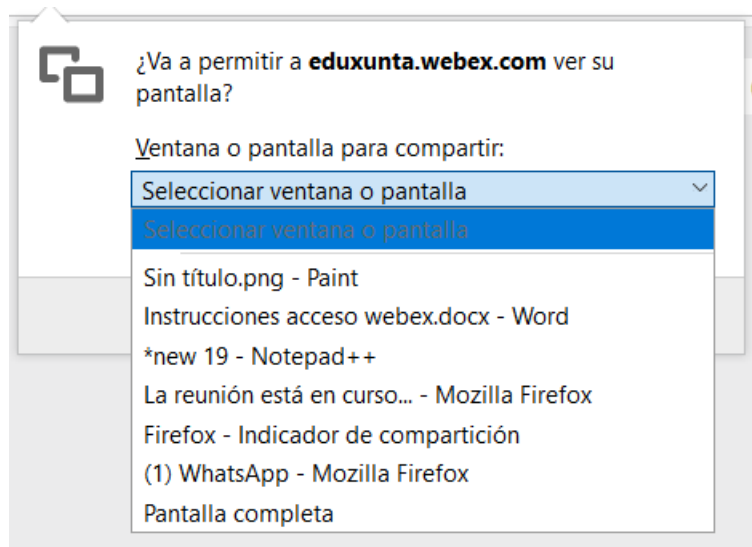 ¿Va a permitir a eduxunta.webex.com ver su
pantalla?
Ventana o pantalla para compartir:
Seleccionar ventana o pantalla
Seleccionar ventana o pantalla
Sin título.png - Paint
Instrucciones acceso webex.docx - Word
*new 19 - Notepad++
La reunión está en curso... - Mozilla Firefox
Firefox - Indicador de compartición
(1) WhatsApp - Mozilla Firefox
Pantalla completa